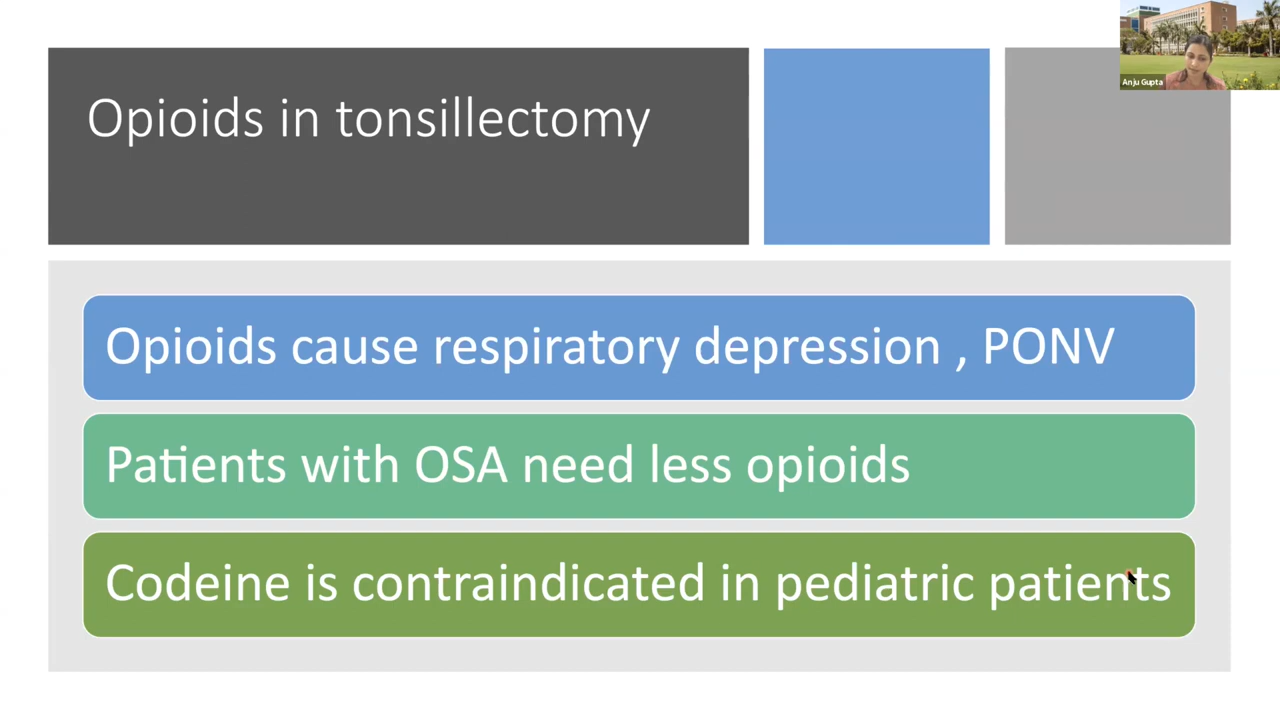 Opioids in tonsillectomy
Anju Gupta
Opioids cause respiratory depression , PONV
Patients with OSA need less opioids
Codeine is contraindicated in pediatric patients